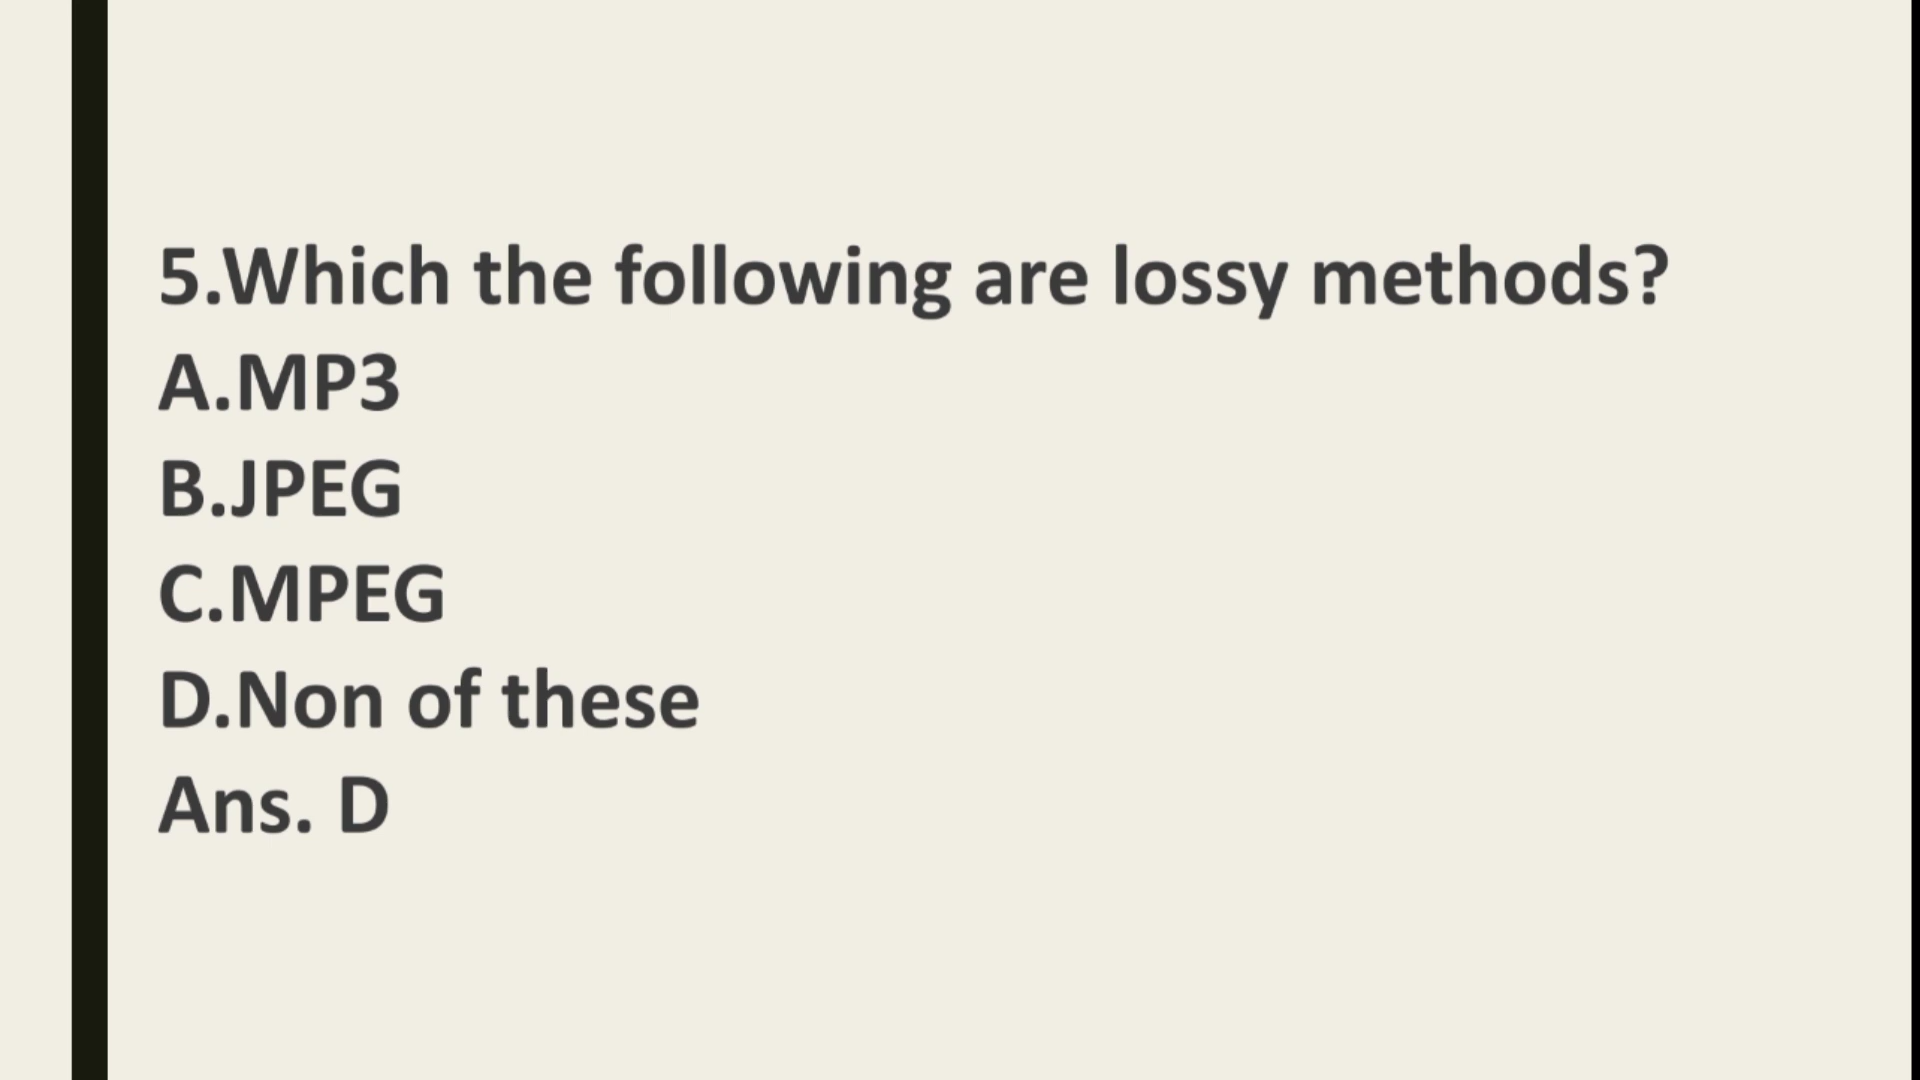 5.Which the following are lossy methods?
A.MP3
B.JPEG
C.MPEG
D.Non of these
Ans. D